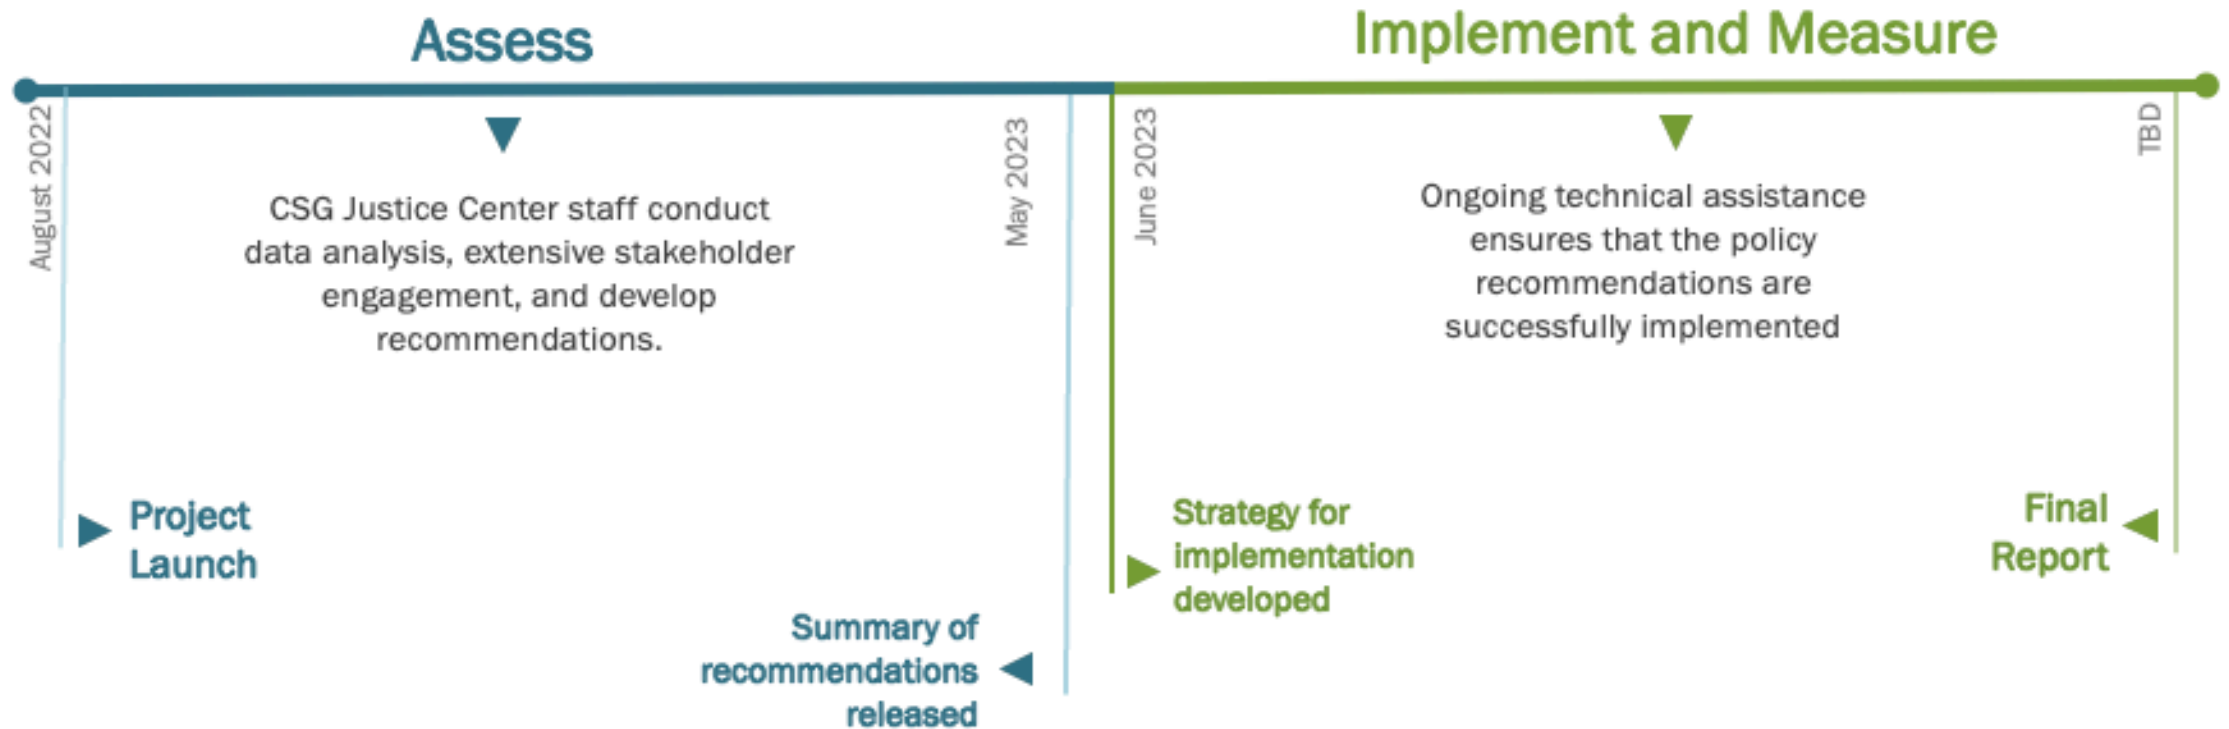 Assess
August 2022
CSG Justice Center staff conduct
data analysis, extensive stakeholder
engagement, and develop
recommendations.
Project
Launch
May 2023
Summary of
recommendations
released
Implement and Measure
June 2023
Ongoing technical assistance
ensures that the policy
recommendations are
successfully implemented
Strategy for
implementation
developed
TBD
Final
Report